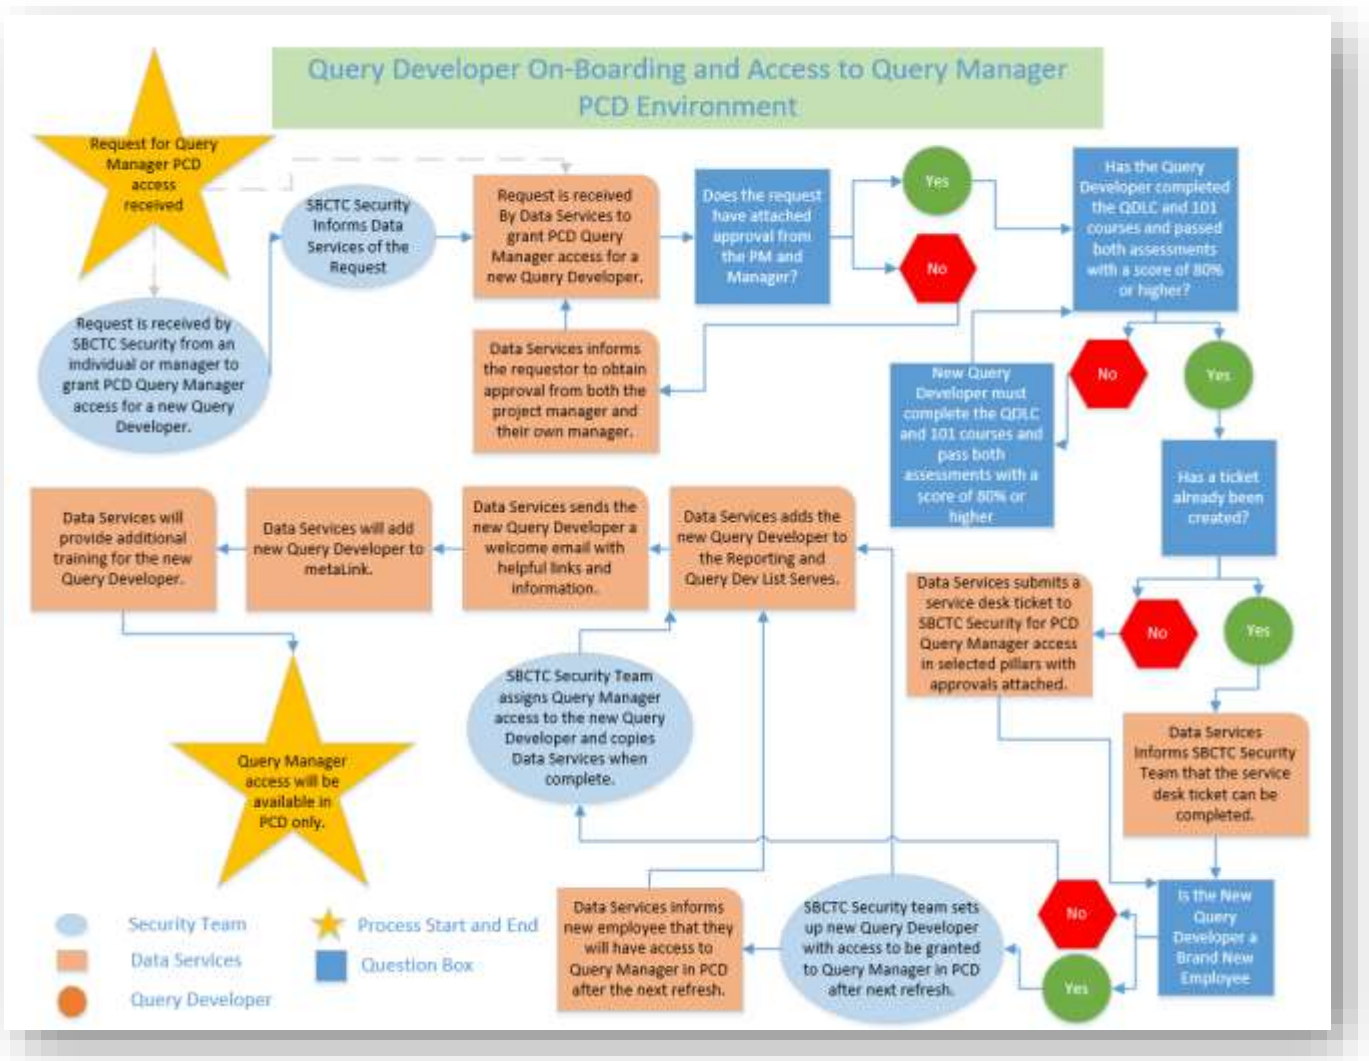 Query Developer On-Boarding and Access to Query Manager
PCD Environment
Request for Query
Manager PCD
access
received
SBCTC Security
Informs Data
Services of the
Request
Request is received
By Data Services to
grant PCD Query
Manager access for a
new Query Developer.
Does the request
have attached
approval from
the PM and
Manager?
Yes
No
Has the Query
Developer completed
the QDLC and 101
courses and passed
both assessments
with a score of 80%
or higher?
Request is received by
SBCTC Security from an
individual or manager to
grant PCD Query Manager
access for a new Query
Developer.
Data Services informs
the requestor to obtain
approval from both the
project manager and
their own manager.
New Query
Developer must
complete the QDLC
and 101 courses and
pass both
assessments with a
score of 80% or
higher
No
Yes
Has a ticket
already been
created?
Data Services will
provide additional
training for the new
Query Developer.
Data Services will add
new Query Developer to
metaLink.
Data Services sends the
new Query Developer a
welcome email with
helpful links and
information.
Data Services adds the
new Query Developer to
the Reporting and
Query Dev List Serves.
Data Services submits a
service desk ticket to
SBCTC Security for PCD
Query Manager access
in selected pillars with
approvals attached.
No
Yes
SBCTC Security Team
assigns Query Manager
access to the new Query
Developer and copies
Data Services when
complete.
Data Services
Informs SBCTC Security
Team that the service
desk ticket can be
completed.
Query Manager
access will be
available in
PCD only.
Data Services informs
new employee that they
will have access to
Query Manager in PCD
after the next refresh.
SBCTC Security team sets
up new Query Developer
with access to be granted
to Query Manager in PCD
after next refresh.
No
Yes
Is the New
Query
Developer a
Brand New
Employee
Security Team
Process Start and End
Data Services
Question Box
Query Developer